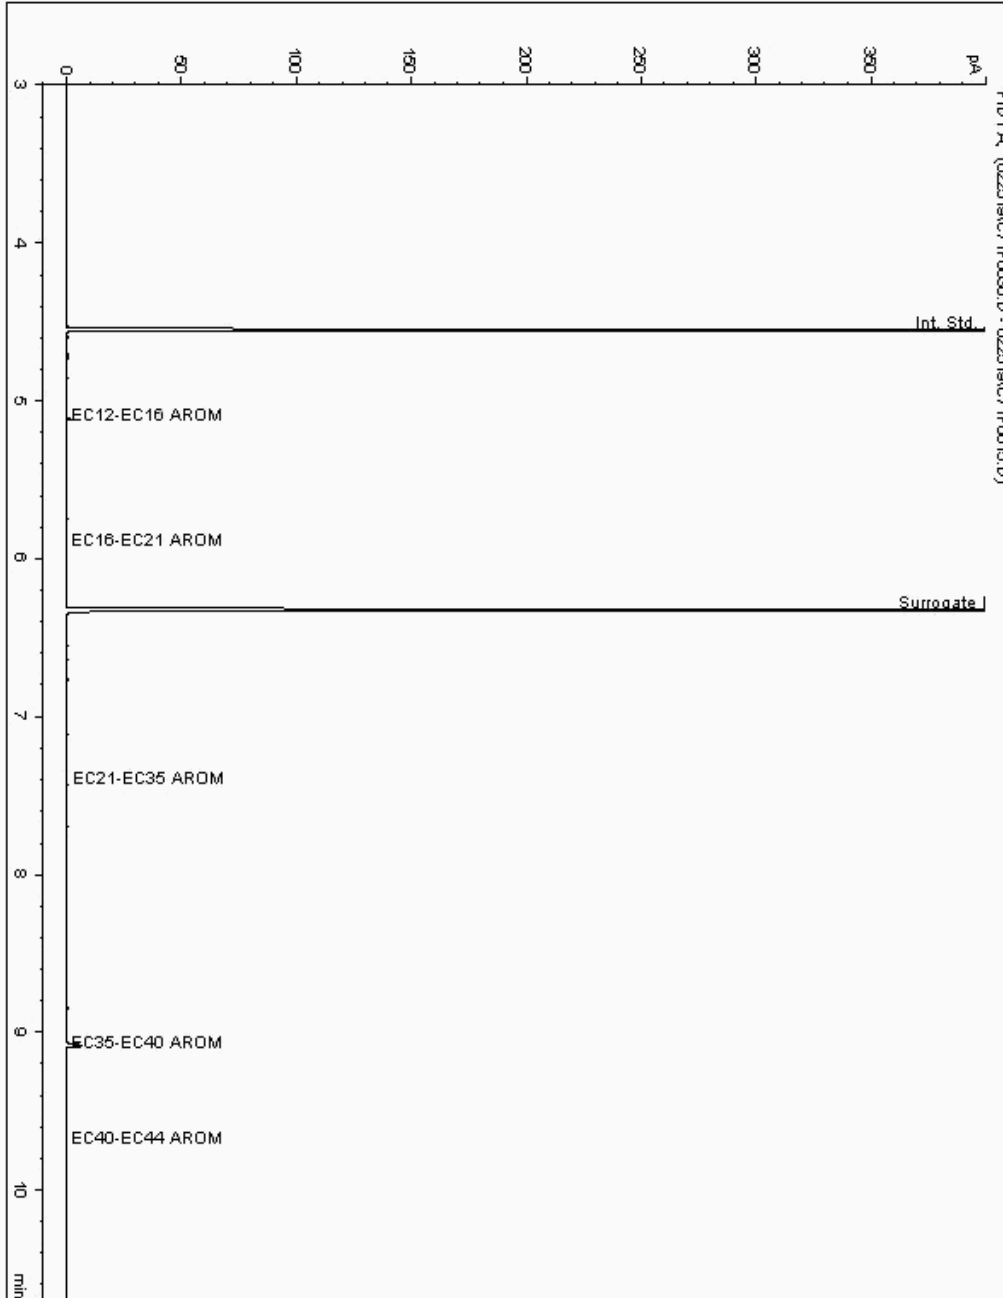 0
50
100
150
200
250
300
350
pA
3
4
Int. Std.
5
EC12-EC16 AROM
EC16-EC21 AROM
6
Surrogate
7
EC21-EC35 AROM
8
9
EC35-EC40 AROM
EC40-EC44 AROM
10
min